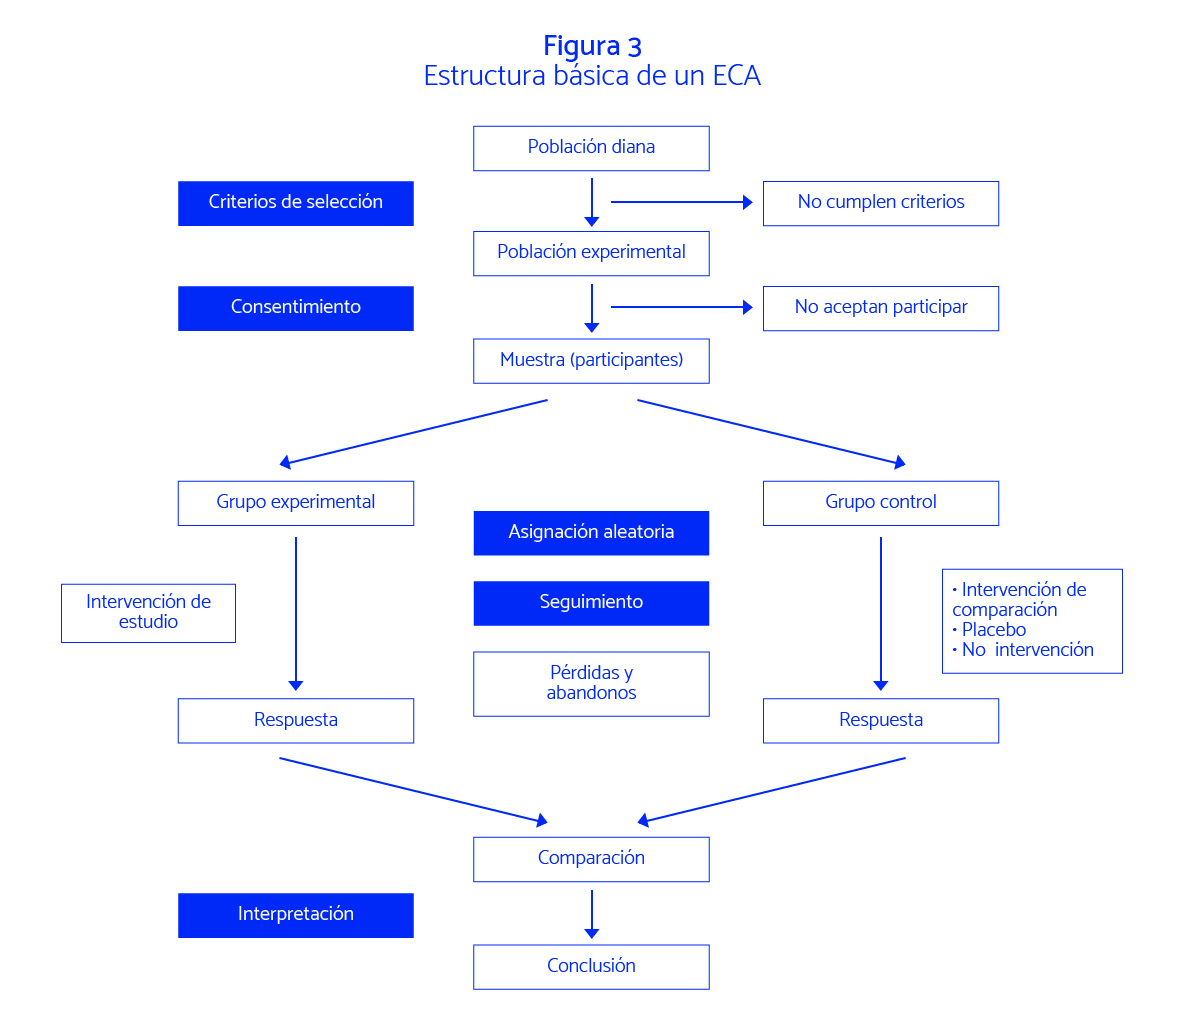 Figura 3
Estructura básica de un ECA
Población diana
Criterios de selección
No cumplen criterios
Población experimental
Consentimiento
No aceptan participar
Muestra (participantes)
Grupo experimental
Grupo control
Asignación aleatoria
Intervención de
estudio
Seguimiento
• Intervención de
comparación
• Placebo
• No intervención
Pérdidas y
abandonos
Respuesta
Respuesta
Comparación
Interpretación
Conclusión